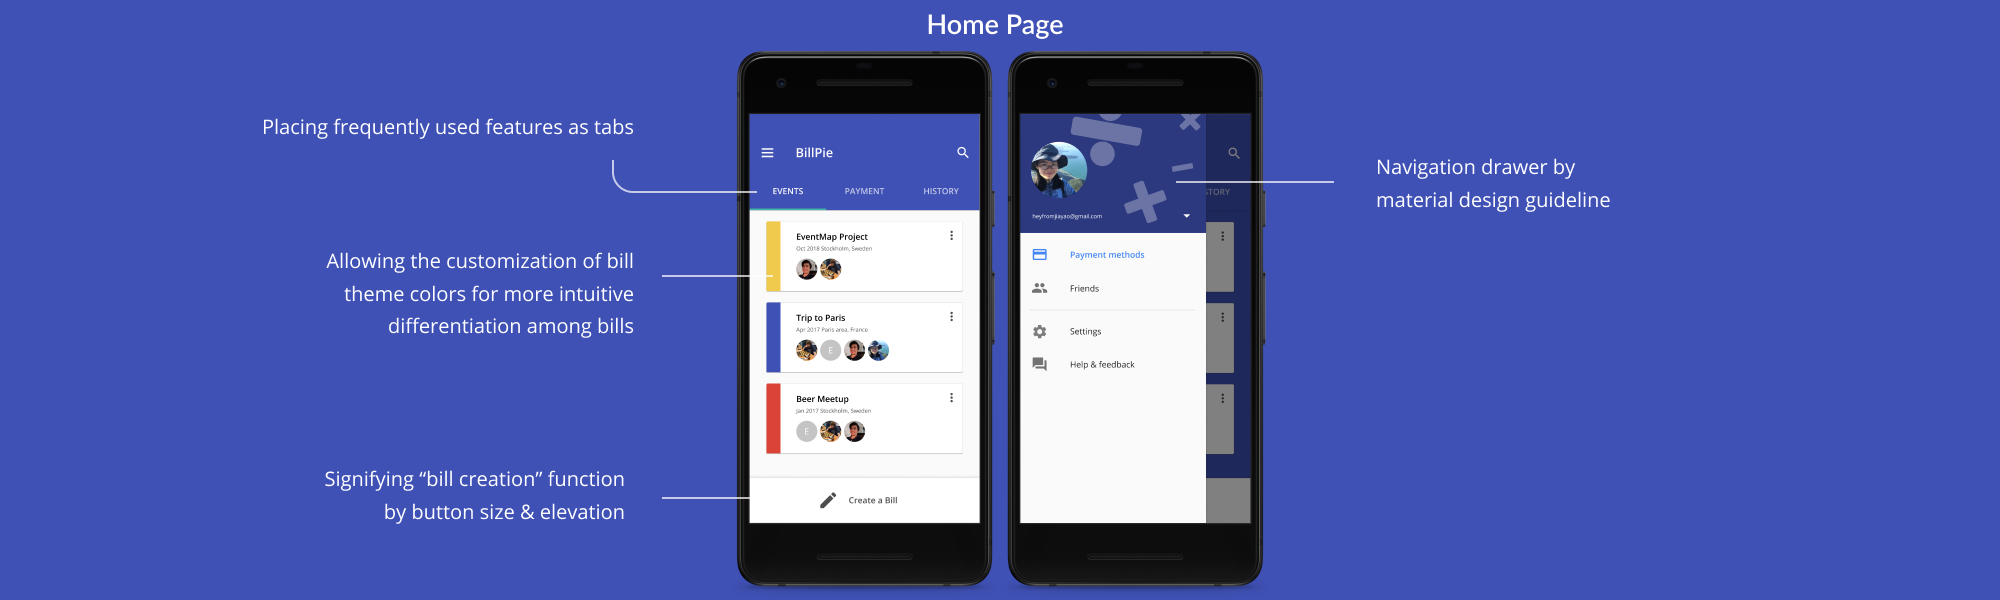 Home Page
Placing frequently used features as tabs
Allowing the customization of bill
theme colors for more intuitive
differentiation among bills
Signifying “bill creation” function
by button size & elevation
BillPie
EVENTS PAYMENT HISTORY
EventMap Project
Oct 2018 Stockholm, Sweden
Trip to Paris
Apr 2017 Paris area, France
E
Beer Meetup
Jan 2017 Stockholm, Sweden
E
Create a Bill
heyfromjiayao@gmail.com
Payment methods
Friends
Settings
Help & feedback
STORY
Navigation drawer by
material design guideline